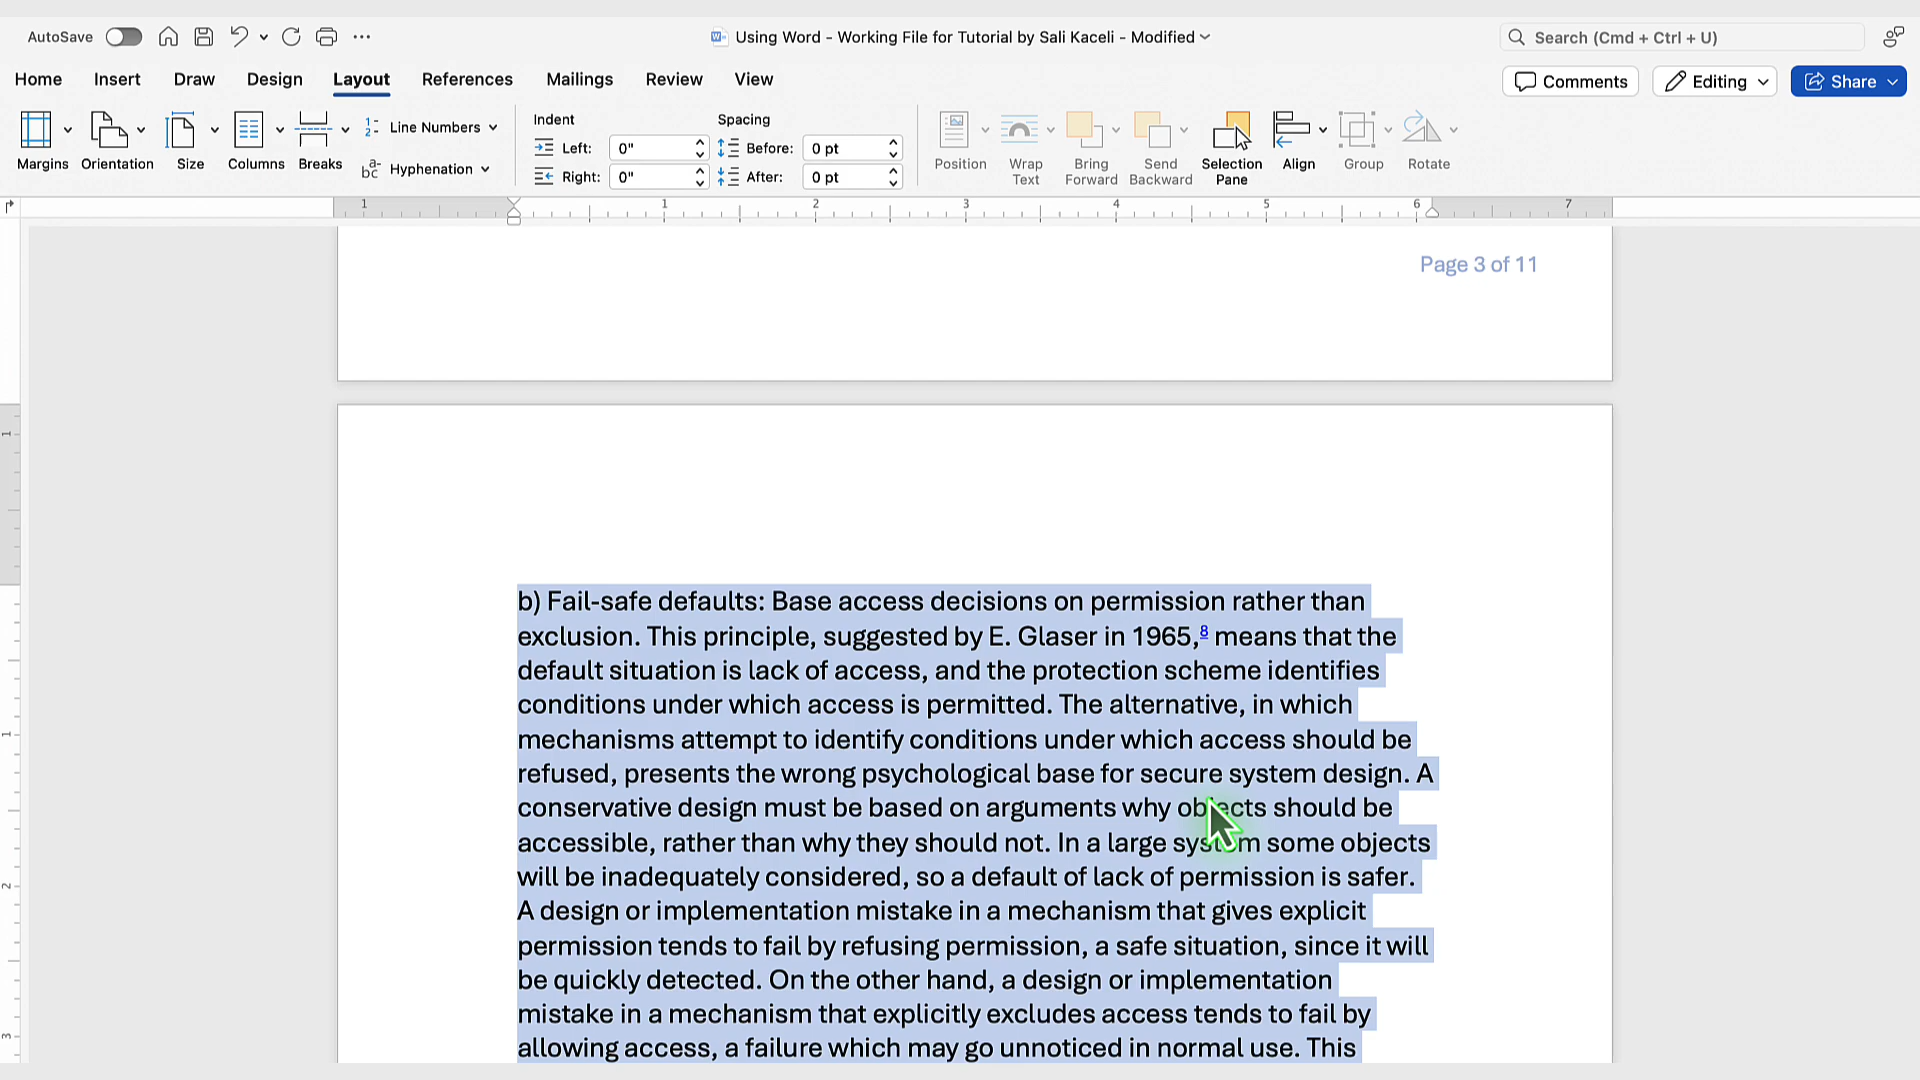 AutoSave
Using Word - Working File for Tutorial by Sali Kaceli - Modified
Search (Cmd + Ctrl + U)
Home Insert Draw Design Layout References Mailings Review View
Comments Editing Share
Margins Orientation Size Columns Breaks
Line Numbers
Hyphenation
Indent
Left: 0"
Right: 0"
Spacing
Before: 0 pt
After: 0 pt
Position Wrap Text Bring Forward Send Backward Selection Pane Align Group Rotate
1 1 2 3 4 5 6 7
Page 3 of 11
b) Fail-safe defaults: Base access decisions on permission rather than
exclusion. This principle, suggested by E. Glaser in 1965,8 means that the
default situation is lack of access, and the protection scheme identifies
conditions under which access is permitted. The alternative, in which
mechanisms attempt to identify conditions under which access should be
refused, presents the wrong psychological base for secure system design. A
conservative design must be based on arguments why objects should be
accessible, rather than why they should not. In a large system some objects
will be inadequately considered, so a default of lack of permission is safer.
A design or implementation mistake in a mechanism that gives explicit
permission tends to fail by refusing permission, a safe situation, since it will
be quickly detected. On the other hand, a design or implementation
mistake in a mechanism that explicitly excludes access tends to fail by
allowing access, a failure which may go unnoticed in normal use. This
1
1
2
3